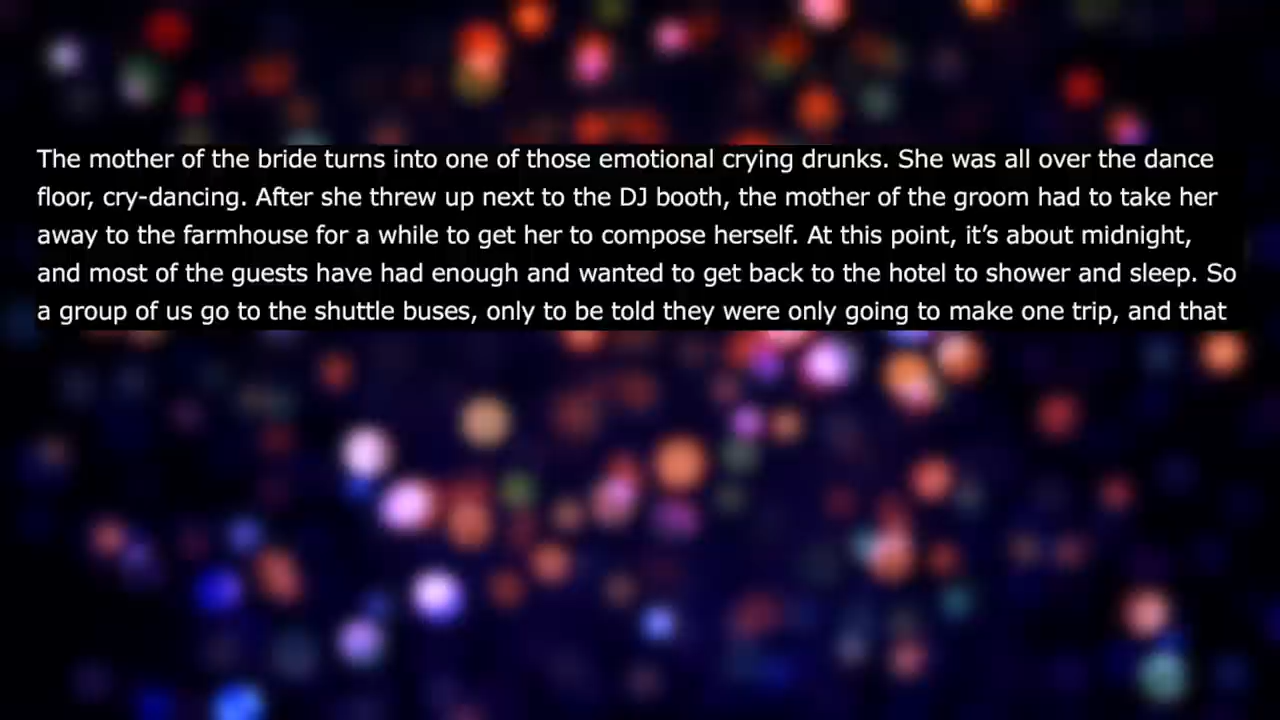 The mother of the bride turns into one of those emotional crying drunks. She was all over the dance
floor, cry-dancing. After she threw up next to the DJ booth, the mother of the groom had to take her
away to the farmhouse for a while to get her to compose herself. At this point, it’s about midnight,
and most of the guests have had enough and wanted to get back to the hotel to shower and sleep. So
a group of us go to the shuttle buses, only to be told they were only going to make one trip, and that